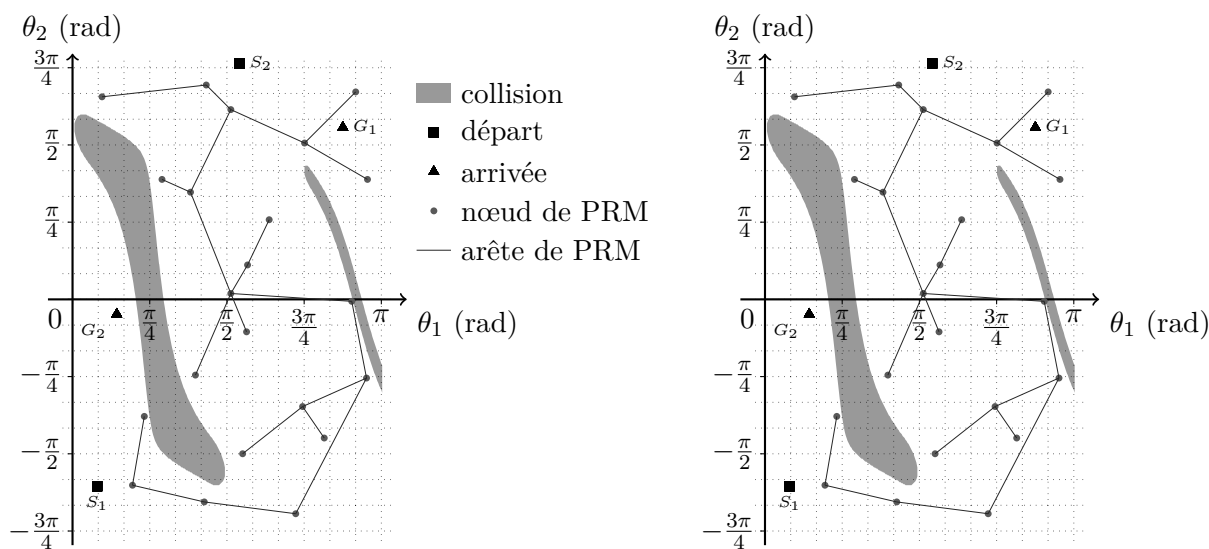 θ₂ (rad)
3π/4
S₂
G₁
π/2
π/4
0
G₂
π/4
π/2
3π/4
π
θ₁ (rad)
−π/4
−π/2
S₁
−3π/4
collision
départ
arrivée
nœud de PRM
arête de PRM
θ₂ (rad)
3π/4
S₂
G₁
π/2
π/4
0
G₂
π/4
π/2
3π/4
π
θ₁ (rad)
−π/4
−π/2
S₁
−3π/4